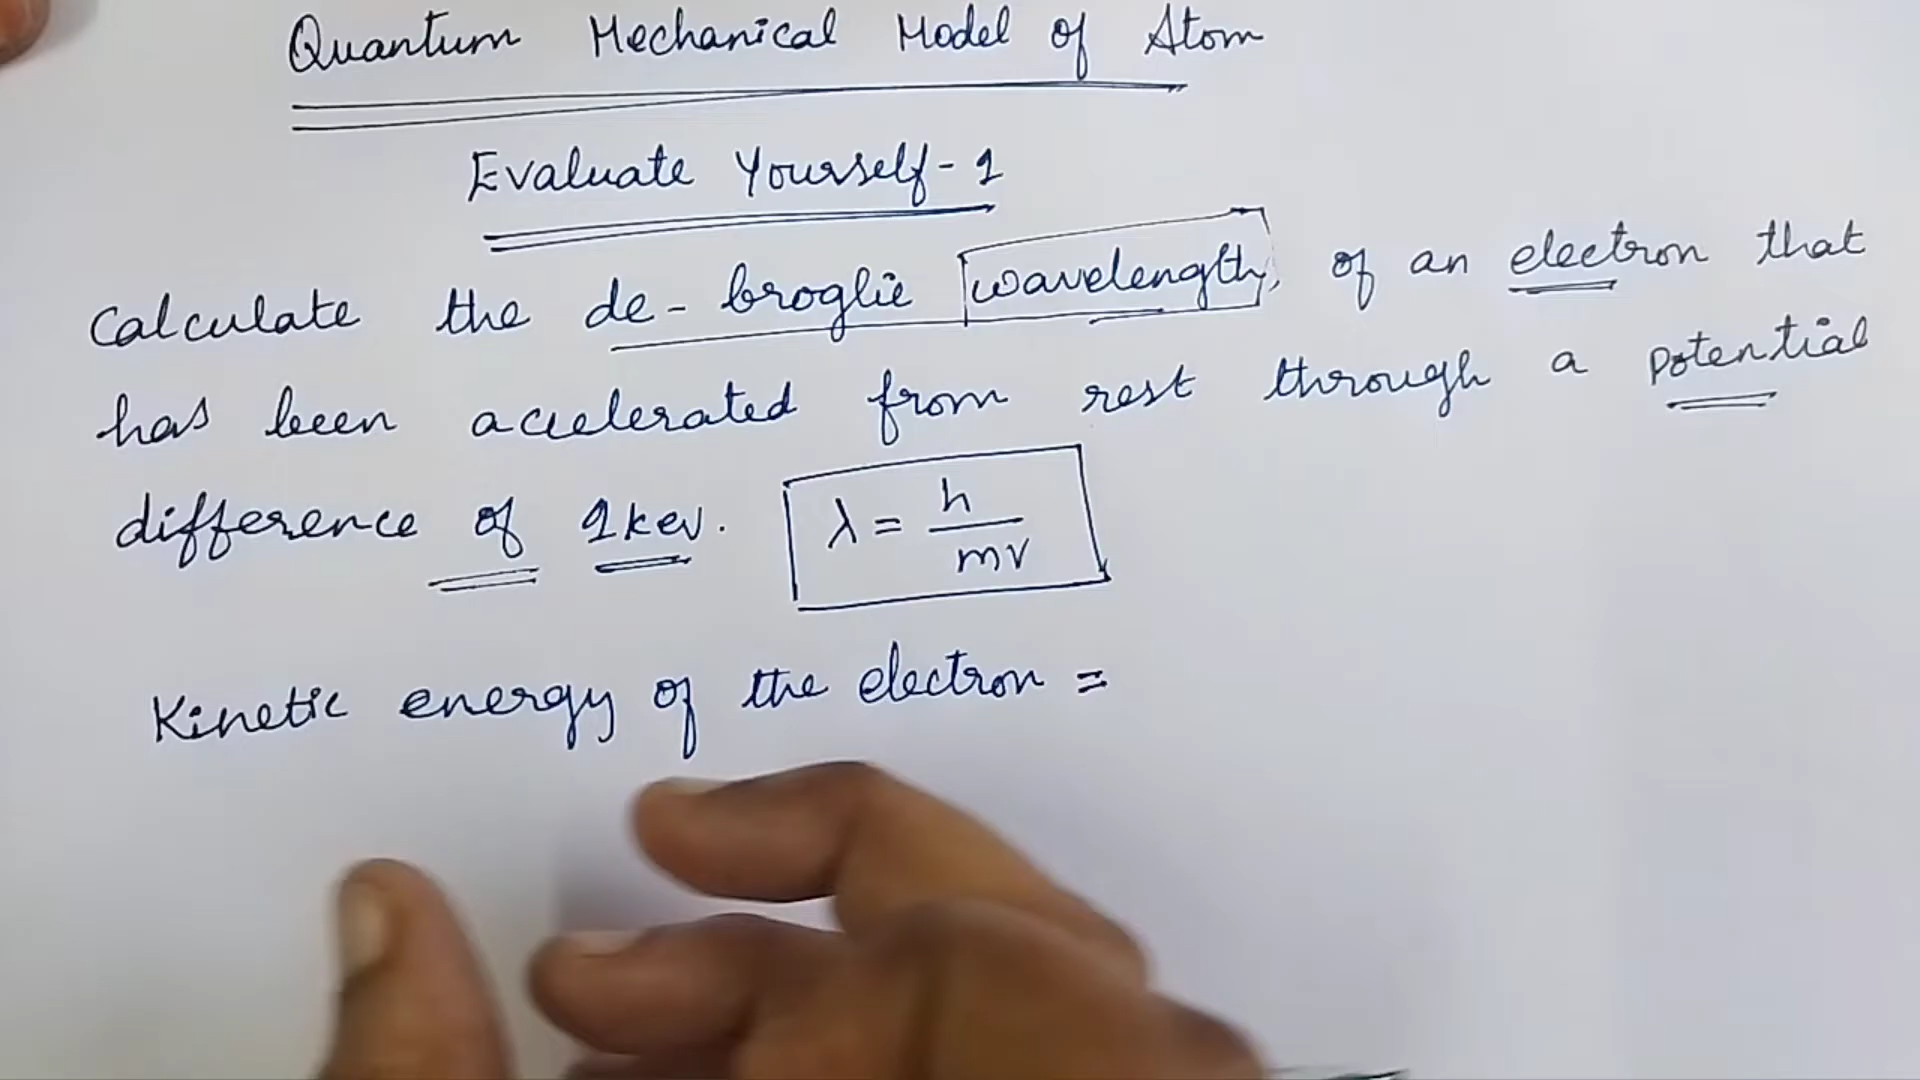 Quantum Mechanical Model of Atom
Evaluate Yourself-1
Calculate the de-broglie wavelength, of an electron that
has been accelerated from rest through a potential
difference of 1kev. λ = h/mv
Kinetic energy of the electron =